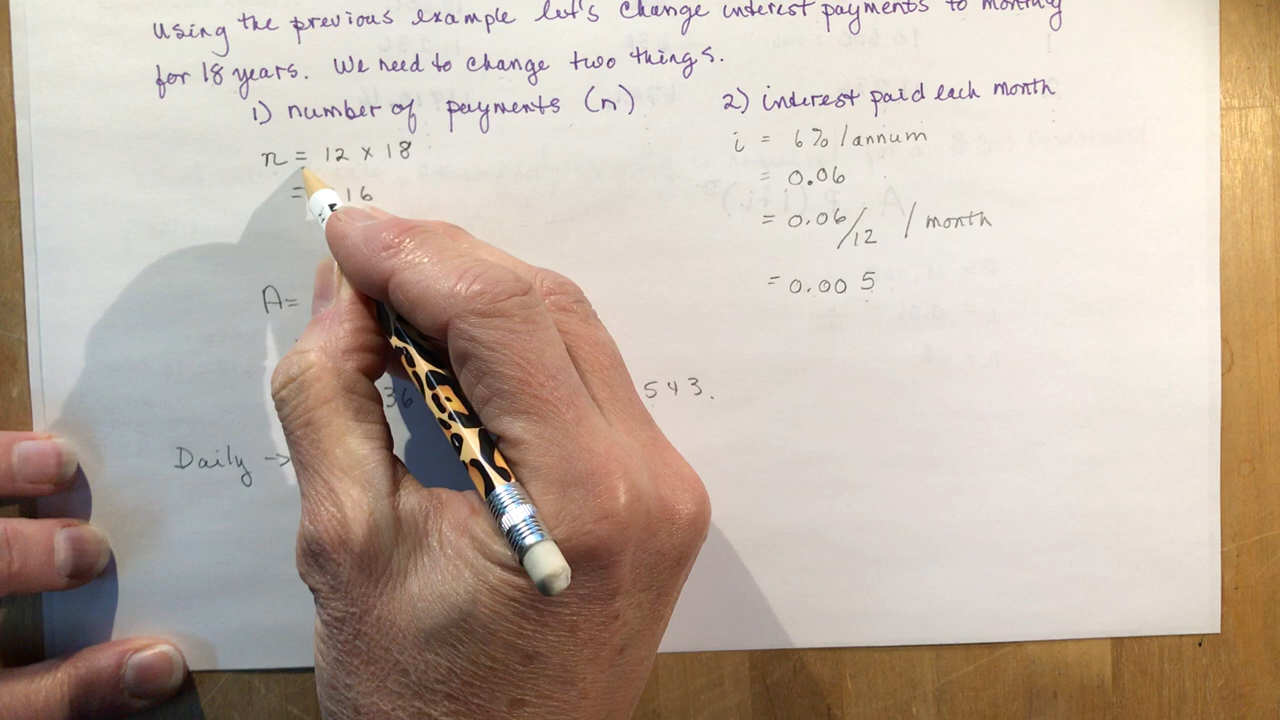 using the previous example let's change interest payments to monthly
for 18 years. We need to change two things.
1) number of payments (n)
n = 12 x 18
= 16
A=
36 543.
Daily ->
2) interest paid each month
i = 6% /annum
= 0.06
= 0.06/12 / month
= 0.005